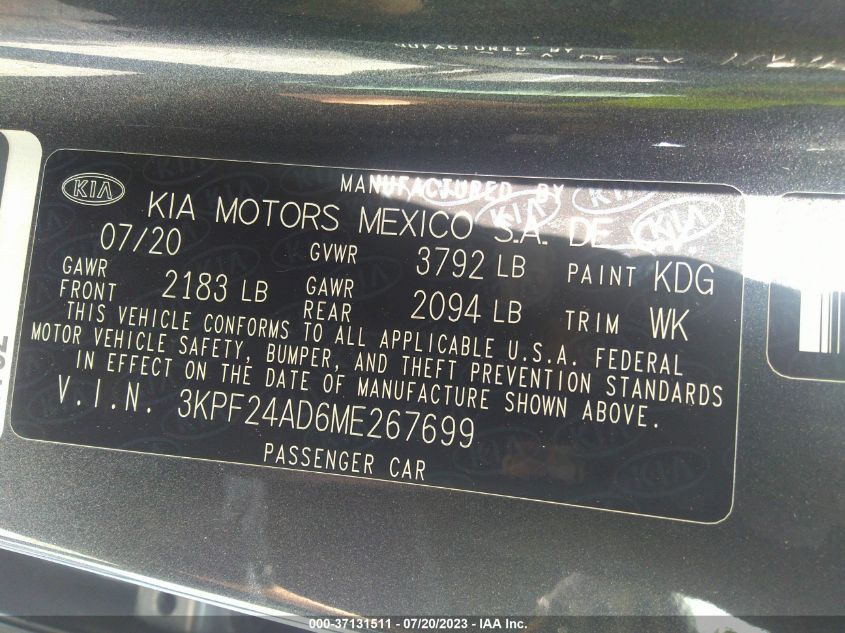 KIA
MANUFACTURED BY
KIA MOTORS MEXICO S.A. DE
07/20 GVWR 3792 LB PAINT KDG
GAWR FRONT 2183 LB GAWR REAR 2094 LB TRIM WK
THIS VEHICLE CONFORMS TO ALL APPLICABLE U.S.A. FEDERAL
MOTOR VEHICLE SAFETY, BUMPER, AND THEFT PREVENTION STANDARDS
IN EFFECT ON THE DATE OF MANUFACTURE SHOWN ABOVE.
V.I.N. 3KPF24AD6ME267699
PASSENGER CAR
000-37131511 - 07/20/2023 - IAA Inc.